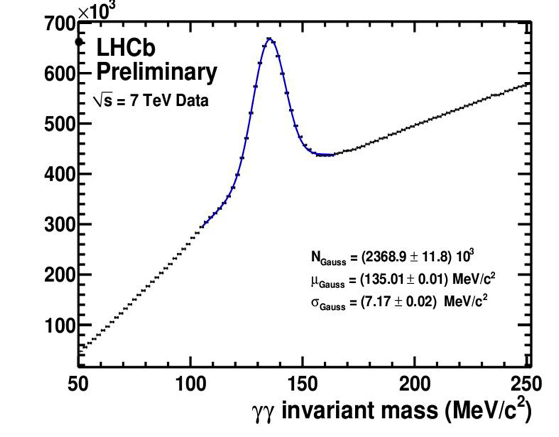 ×10³
700
600
500
400
300
200
100
LHCb
Preliminary
√s = 7 TeV Data
N_Gauss = (2368.9 ± 11.8) 10³
μ_Gauss = (135.01 ± 0.01) MeV/c²
σ_Gauss = (7.17 ± 0.02) MeV/c²
50 100 150 200 250
γγ invariant mass (MeV/c²)